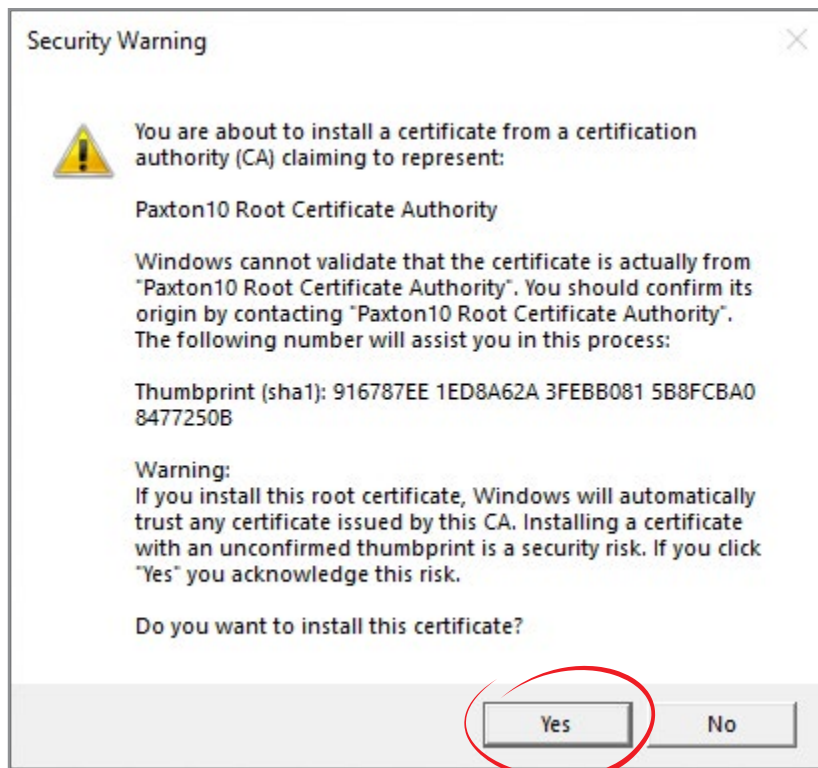 Security Warning
You are about to install a certificate from a certification
authority (CA) claiming to represent:
Paxton10 Root Certificate Authority
Windows cannot validate that the certificate is actually from
"Paxton10 Root Certificate Authority". You should confirm its
origin by contacting "Paxton10 Root Certificate Authority".
The following number will assist you in this process:
Thumbprint (sha1): 916787EE 1ED8A62A 3FEBB081 5B8FCBA0
8477250B
Warning:
If you install this root certificate, Windows will automatically
trust any certificate issued by this CA. Installing a certificate
with an unconfirmed thumbprint is a security risk. If you click
"Yes" you acknowledge this risk.
Do you want to install this certificate?
Yes
No